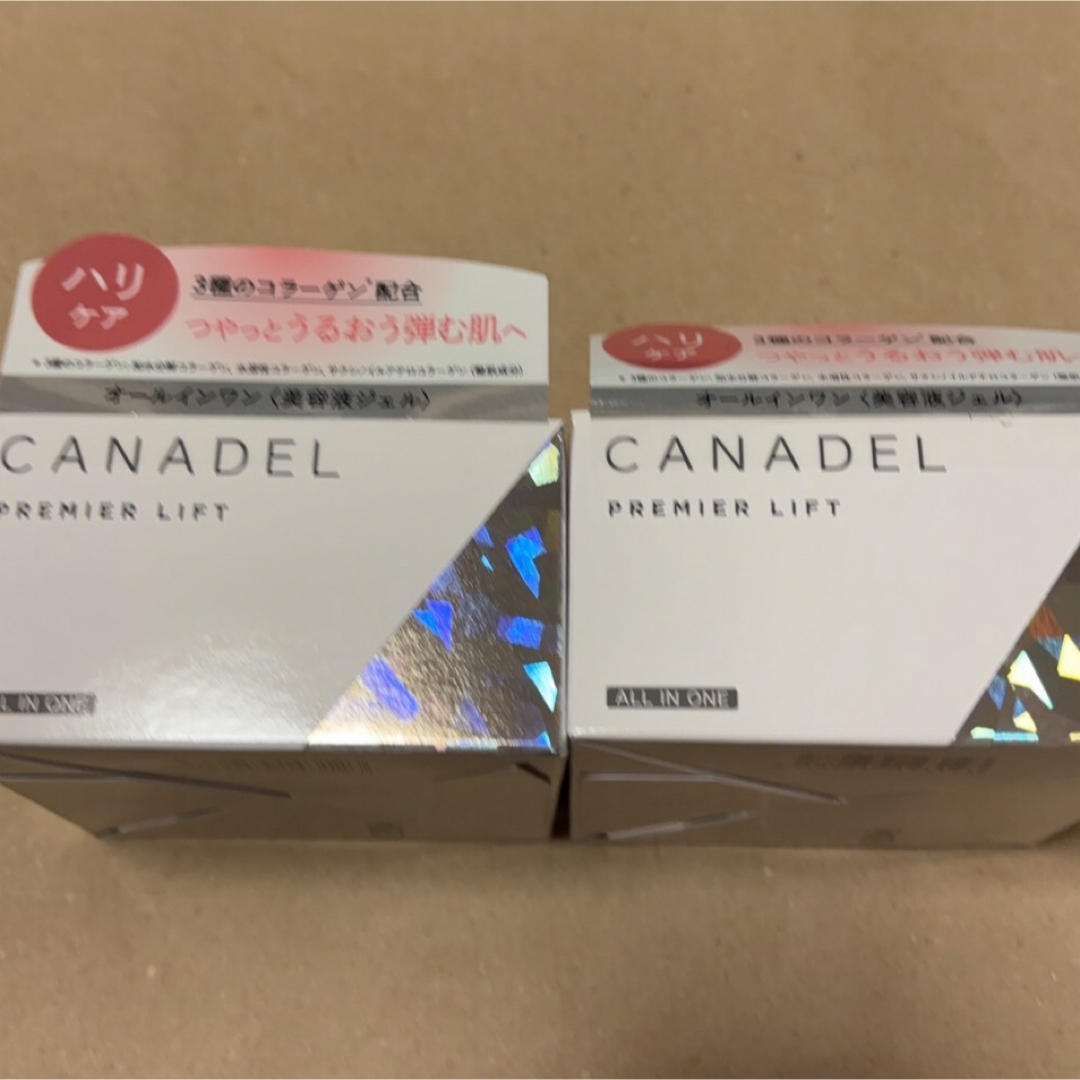 ハリ
ケア
3種のコラーゲン*配合
つやっとうるおう弾む肌へ
オールインワン〈美容液ジェル〉
CANADEL
PREMIER LIFT
L IN ONE
ハリ
ケア
3種のコラーゲン*配合
つやっとうるおう弾む肌へ
オールインワン〈美容液ジェル〉
CANADEL
PREMIER LIFT
ALL IN ONE